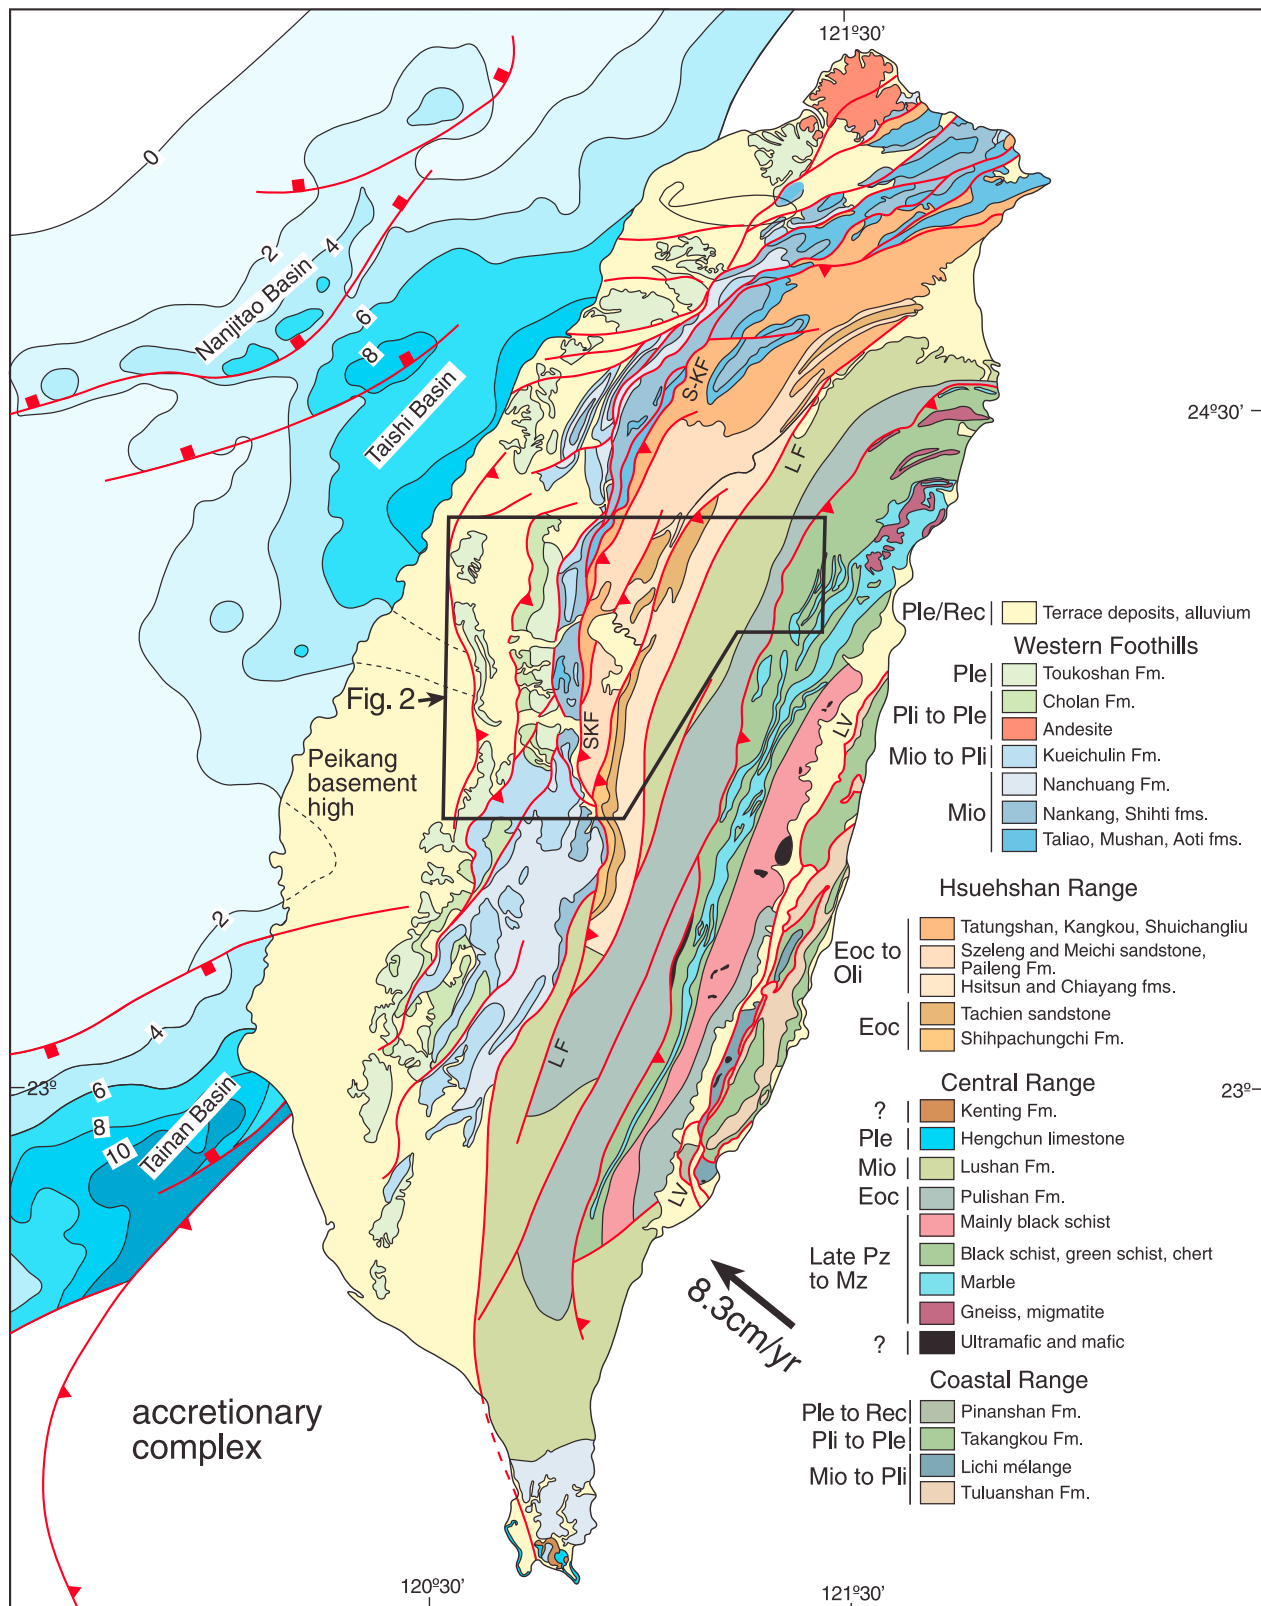 121º30'
0
2
4
Nanjitao Basin
6
8
Taishi Basin
S-KF
LF
24º30'
Fig. 2
SKF
Peikang
basement
high
LV
2
4
6
8
10
Tainan Basin
23º
23º
LF
LV
8.3cm/yr
accretionary
complex
120º30'
121º30'
Ple/Rec
Terrace deposits, alluvium
Western Foothills
Ple
Toukoshan Fm.
Pli to Ple
Cholan Fm.
Andesite
Mio to Pli
Kueichulin Fm.
Mio
Nanchuang Fm.
Nankang, Shihti fms.
Taliao, Mushan, Aoti fms.
Hsuehshan Range
Eoc to
Oli
Tatungshan, Kangkou, Shuichangliu
Szeleng and Meichi sandstone,
Paileng Fm.
Hsitsun and Chiayang fms.
Eoc
Tachien sandstone
Shihpachungchi Fm.
Central Range
?
Kenting Fm.
Ple
Hengchun limestone
Mio
Lushan Fm.
Eoc
Pulishan Fm.
Late Pz
to Mz
Mainly black schist
Black schist, green schist, chert
Marble
Gneiss, migmatite
?
Ultramafic and mafic
Coastal Range
Ple to Rec
Pinanshan Fm.
Pli to Ple
Takangkou Fm.
Mio to Pli
Lichi mélange
Tuluanshan Fm.